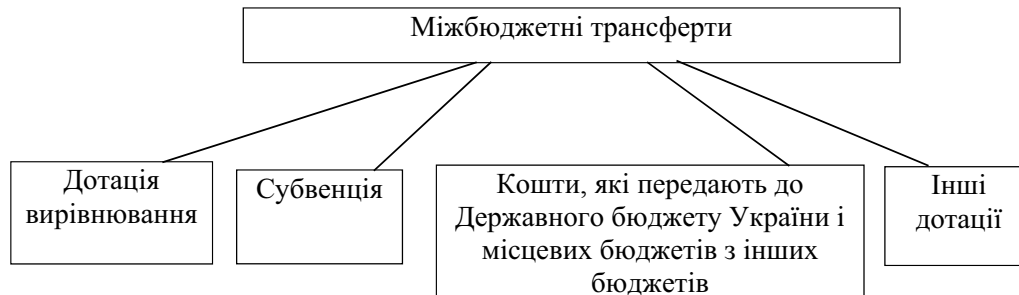 Міжбюджетні трансферти
Дотація
вирівнювання
Субвенція
Кошти, які передають до
Державного бюджету України і
місцевих бюджетів з інших
бюджетів
Інші
дотації